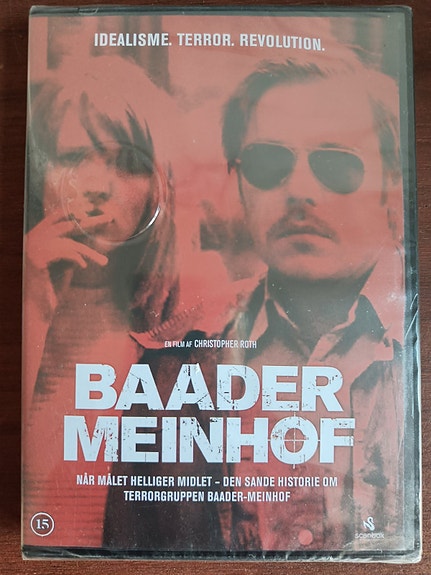 IDEALISME. TERROR. REVOLUTION.
EN FILM AF CHRISTOPHER ROTH
BAADER
MEINHOF
NÅR MÅLET HELLIGER MIDLET – DEN SANDE HISTORIE OM
TERRORGRUPPEN BAADER-MEINHOF
15
scanbox